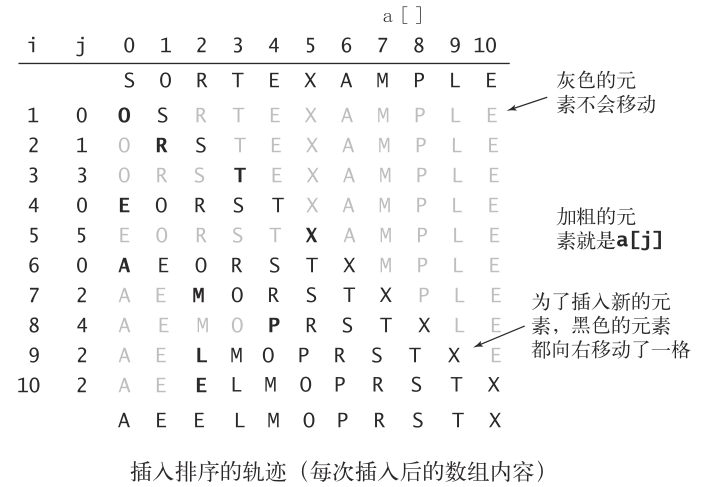 a[]
i j 0 1 2 3 4 5 6 7 8 9 10
S O R T E X A M P L E
1 0 O S R T E X A M P L E
2 1 O R S T E X A M P L E
3 3 O R S T E X A M P L E
4 0 E O R S T X A M P L E
5 5 E O R S T X A M P L E
6 0 A E O R S T X M P L E
7 2 A E M O R S T X P L E
8 4 A E M O P R S T X L E
9 2 A E L M O P R S T X E
10 2 A E E L M O P R S T X
A E E L M O P R S T X
灰色的元
素不会移动
加粗的元
素就是a[j]
为了插入新的元
素，黑色的元素
都向右移动了一格
插入排序的轨迹（每次插入后的数组内容）